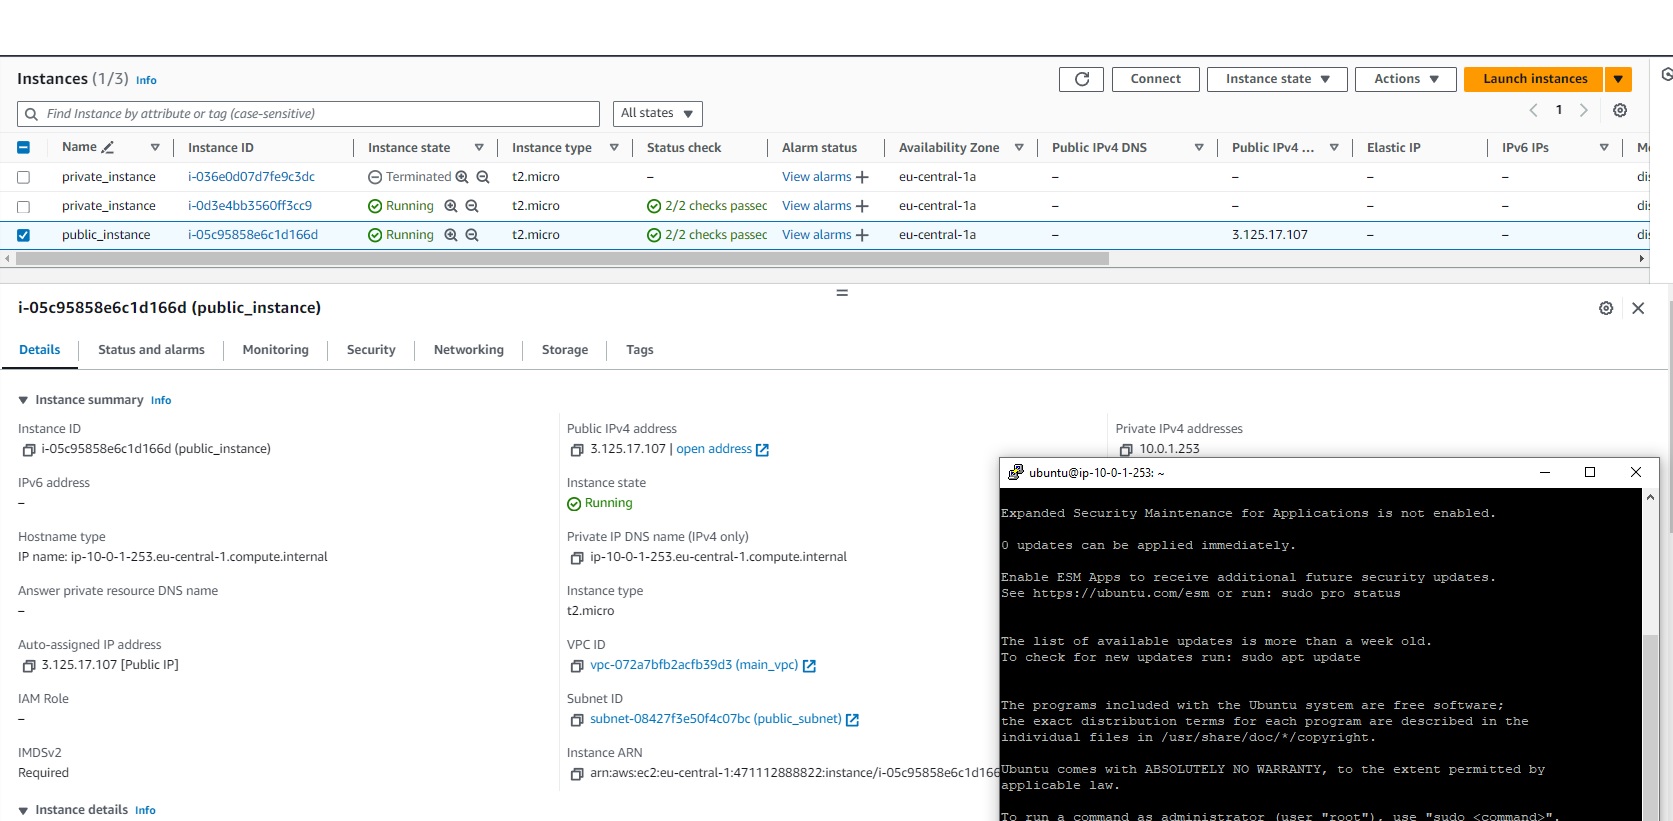 Instances (1/3) Info
Connect Instance state Actions Launch instances
Find Instance by attribute or tag (case-sensitive) All states
1
Name Instance ID Instance state Instance type Status check Alarm status Availability Zone Public IPv4 DNS Public IPv4 ... Elastic IP IPv6 IPs
private_instance i-036e0d07d7fe9c3dc Terminated t2.micro – View alarms + eu-central-1a – – – – dis
private_instance i-0d3e4bb3560ff3cc9 Running t2.micro 2/2 checks passec View alarms + eu-central-1a – – – – dis
public_instance i-05c95858e6c1d166d Running t2.micro 2/2 checks passec View alarms + eu-central-1a – 3.125.17.107 – – dis
i-05c95858e6c1d166d (public_instance)
Details Status and alarms Monitoring Security Networking Storage Tags
Instance summary Info
Instance ID
i-05c95858e6c1d166d (public_instance)
IPv6 address
–
Hostname type
IP name: ip-10-0-1-253.eu-central-1.compute.internal
Answer private resource DNS name
–
Auto-assigned IP address
3.125.17.107 [Public IP]
IAM Role
–
IMDSv2
Required
Public IPv4 address
3.125.17.107 | open address
Instance state
Running
Private IP DNS name (IPv4 only)
ip-10-0-1-253.eu-central-1.compute.internal
Instance type
t2.micro
VPC ID
vpc-072a7bfb2acfb39d3 (main_vpc)
Subnet ID
subnet-08427f3e50f4c07bc (public_subnet)
Instance ARN
arn:aws:ec2:eu-central-1:471112888822:instance/i-05c95858e6c1d166
Private IPv4 addresses
10.0.1.253
Instance details Info
ubuntu@ip-10-0-1-253: ~
Expanded Security Maintenance for Applications is not enabled.
0 updates can be applied immediately.
Enable ESM Apps to receive additional future security updates.
See https://ubuntu.com/esm or run: sudo pro status
The list of available updates is more than a week old.
To check for new updates run: sudo apt update
The programs included with the Ubuntu system are free software;
the exact distribution terms for each program are described in the
individual files in /usr/share/doc/*/copyright.
Ubuntu comes with ABSOLUTELY NO WARRANTY, to the extent permitted by
applicable law.
To run a command as administrator (user "root"), use "sudo <command>".